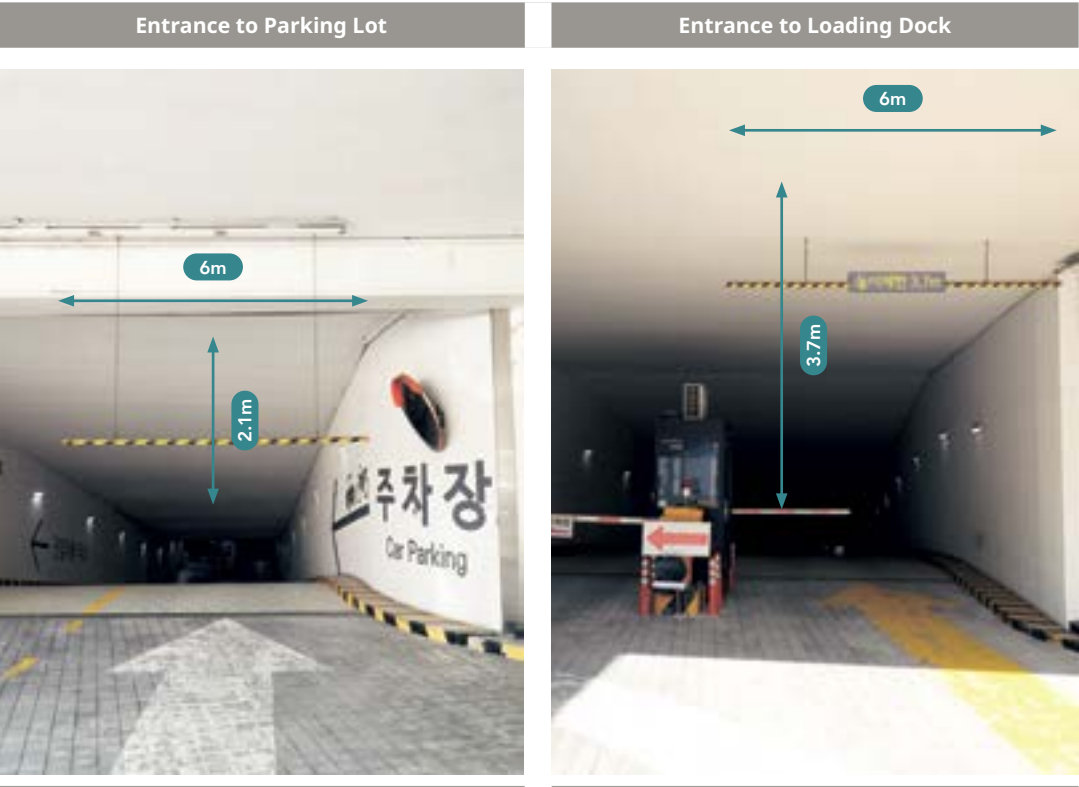 Entrance to Parking Lot
6m
2.1m
주차장
Car Parking
Entrance to Loading Dock
6m
3.7m